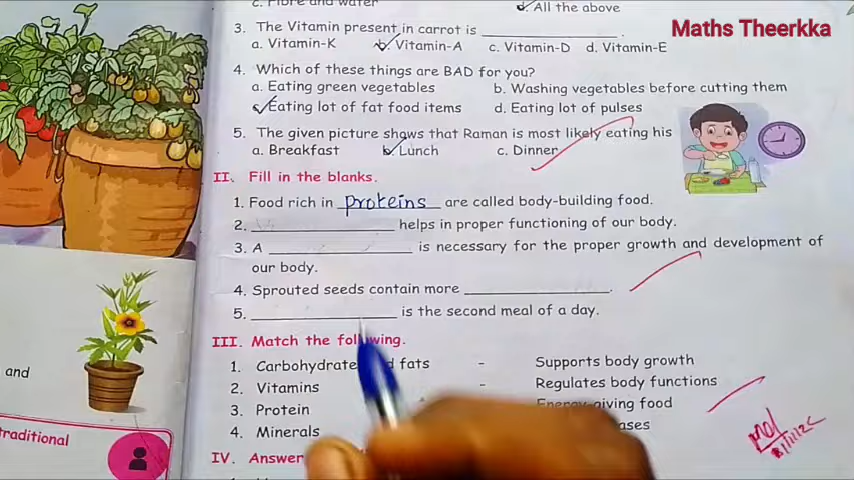 c. Fibre and water d. All the above
Maths Theerkka
3. The Vitamin present in carrot is ____________.
a. Vitamin-K b. Vitamin-A c. Vitamin-D d. Vitamin-E
4. Which of these things are BAD for you?
a. Eating green vegetables b. Washing vegetables before cutting them
c. Eating lot of fat food items d. Eating lot of pulses
5. The given picture shows that Raman is most likely eating his
a. Breakfast b. Lunch c. Dinner
II. Fill in the blanks.
1. Food rich in proteins are called body-building food.
2. ____________ helps in proper functioning of our body.
3. A ____________ is necessary for the proper growth and development of
our body.
4. Sprouted seeds contain more ____________.
5. ____________ is the second meal of a day.
III. Match the following.
1. Carbohydrate fats - Supports body growth
2. Vitamins - Regulates body functions
3. Protein Energy-giving food
4. Minerals
and
IV. Answer
traditional